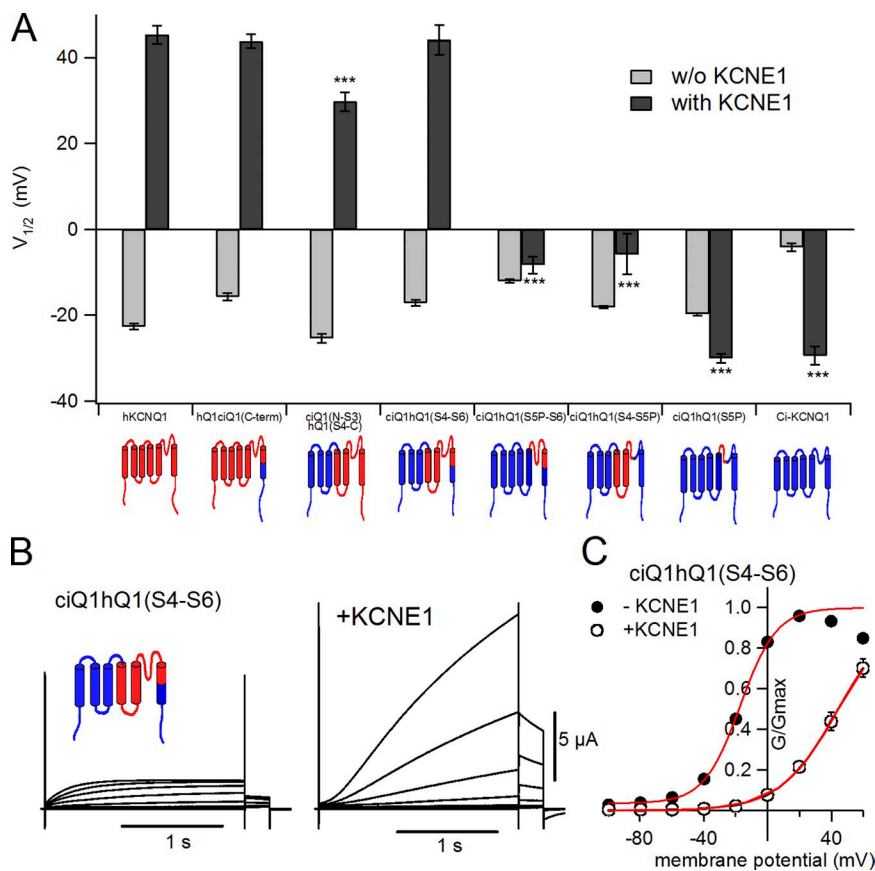 A
w/o KCNE1
with KCNE1
V1/2 (mV)
40
20
0
-20
-40
***
***
***
***
***
hKCNQ1
hQ1ciQ1(C-term)
ciQ1(N-S3)
hQ1(S4-C)
ciQ1hQ1(S4-S6)
ciQ1hQ1(S5P-S6)
ciQ1hQ1(S4-S5P)
ciQ1hQ1(S5P)
Ci-KCNQ1
B
ciQ1hQ1(S4-S6)
+KCNE1
5 µA
1 s
1 s
C
ciQ1hQ1(S4-S6)
- KCNE1
+KCNE1
1.0
0.8
0.6
0.4
0.2
G/Gmax
-80
-40
0
40
membrane potential (mV)